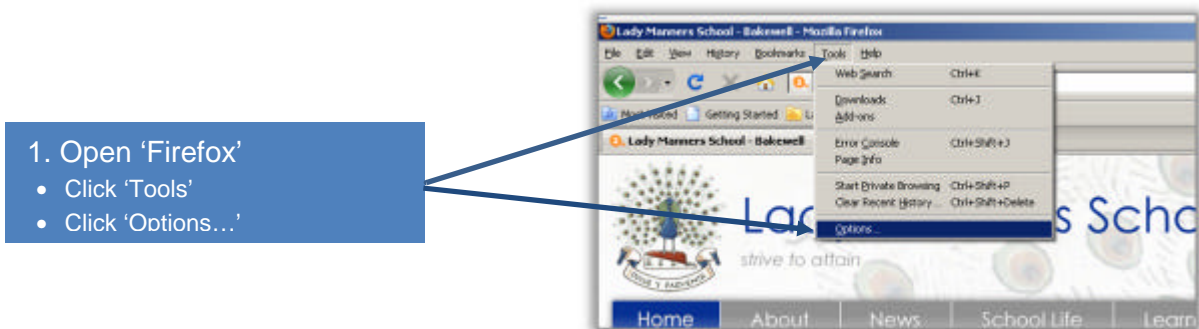 1. Open ‘Firefox’
• Click ‘Tools’
• Click ‘Options…’
Lady Manners School - Bakewell - Mozilla Firefox
File Edit View History Bookmarks Tools Help
Web Search Ctrl+K
Downloads Ctrl+J
Add-ons
Error Console Ctrl+Shift+J
Page Info
Start Private Browsing Ctrl+Shift+P
Clear Recent History... Ctrl+Shift+Delete
Options...
Most Visited Getting Started
Lady Manners School - Bakewell
Lad s Scho
strive to attain
Home About News School Life Learn